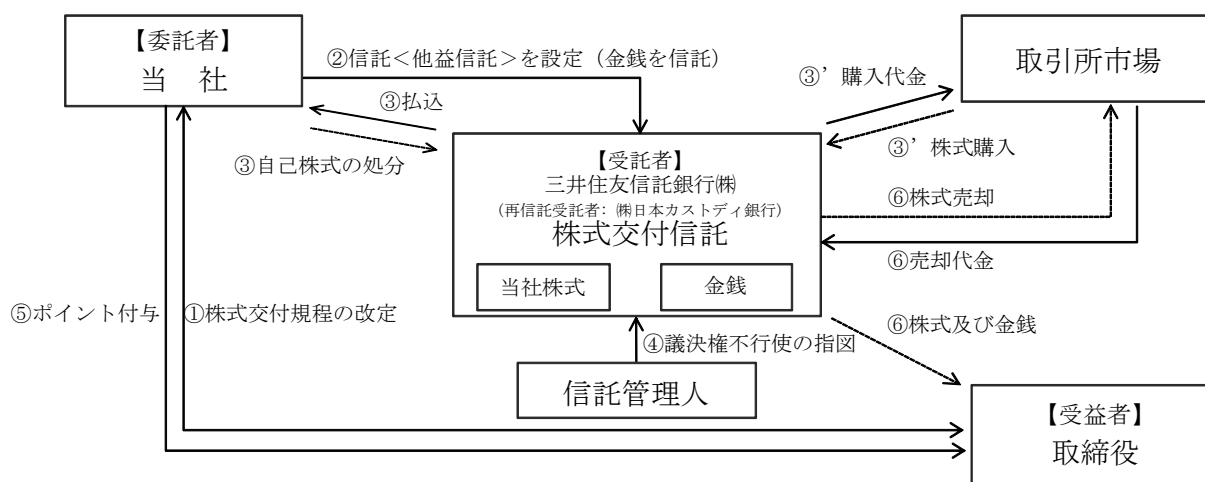 【委託者】
当　社
②信託＜他益信託＞を設定（金銭を信託）
③’購入代金
取引所市場
③払込
③自己株式の処分
③’株式購入
【受託者】
三井住友信託銀行㈱
(再信託受託者：㈱日本カストディ銀行)
株式交付信託
当社株式
金銭
⑥株式売却
⑥売却代金
⑤ポイント付与
①株式交付規程の改定
④議決権不行使の指図
⑥株式及び金銭
信託管理人
【受益者】
取締役